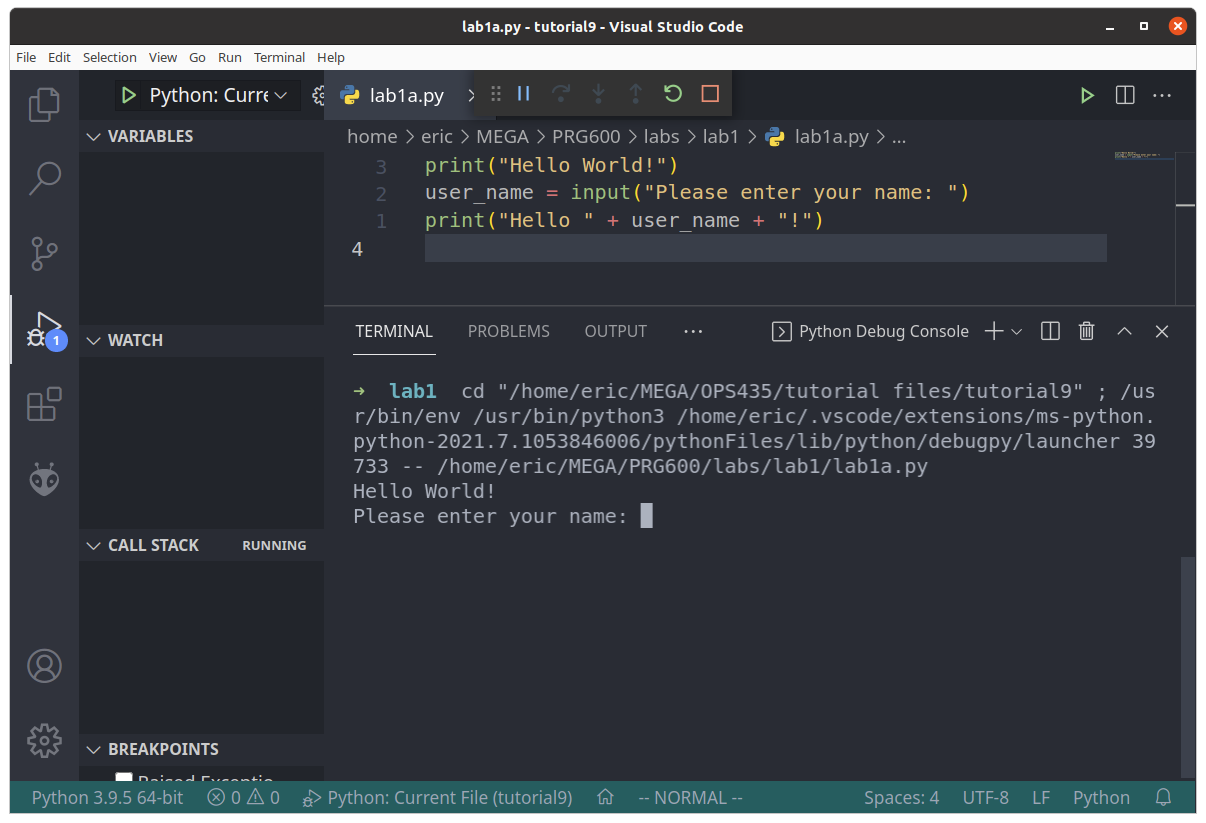 lab1a.py - tutorial9 - Visual Studio Code
File Edit Selection View Go Run Terminal Help
Python: Curre
lab1a.py
VARIABLES
WATCH
CALL STACK RUNNING
BREAKPOINTS
Raised Exceptio
home > eric > MEGA > PRG600 > labs > lab1 > lab1a.py > ...
3 print("Hello World!")
2 user_name = input("Please enter your name: ")
1 print("Hello " + user_name + "!")
4
TERMINAL PROBLEMS OUTPUT ... Python Debug Console
→ lab1 cd "/home/eric/MEGA/OPS435/tutorial files/tutorial9" ; /us
r/bin/env /usr/bin/python3 /home/eric/.vscode/extensions/ms-python.
python-2021.7.1053846006/pythonFiles/lib/python/debugpy/launcher 39
733 -- /home/eric/MEGA/PRG600/labs/lab1/lab1a.py
Hello World!
Please enter your name:
1
Python 3.9.5 64-bit 0 0 Python: Current File (tutorial9) -- NORMAL -- Spaces: 4 UTF-8 LF Python